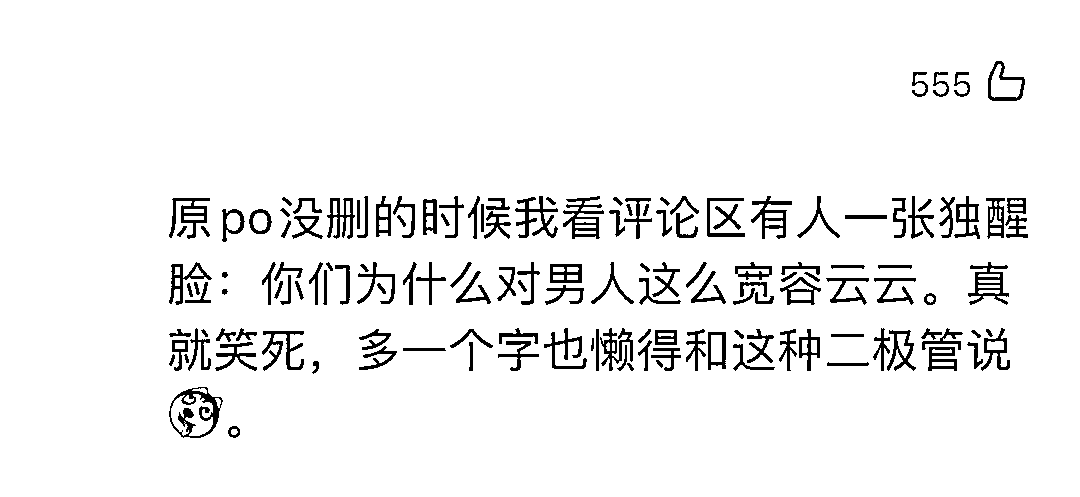 555
原po没删的时候我看评论区有人一张独醒
脸：你们为什么对男人这么宽容云云。真
就笑死，多一个字也懒得和这种二极管说
。